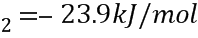 ₂ =– 23.9kJ/mol